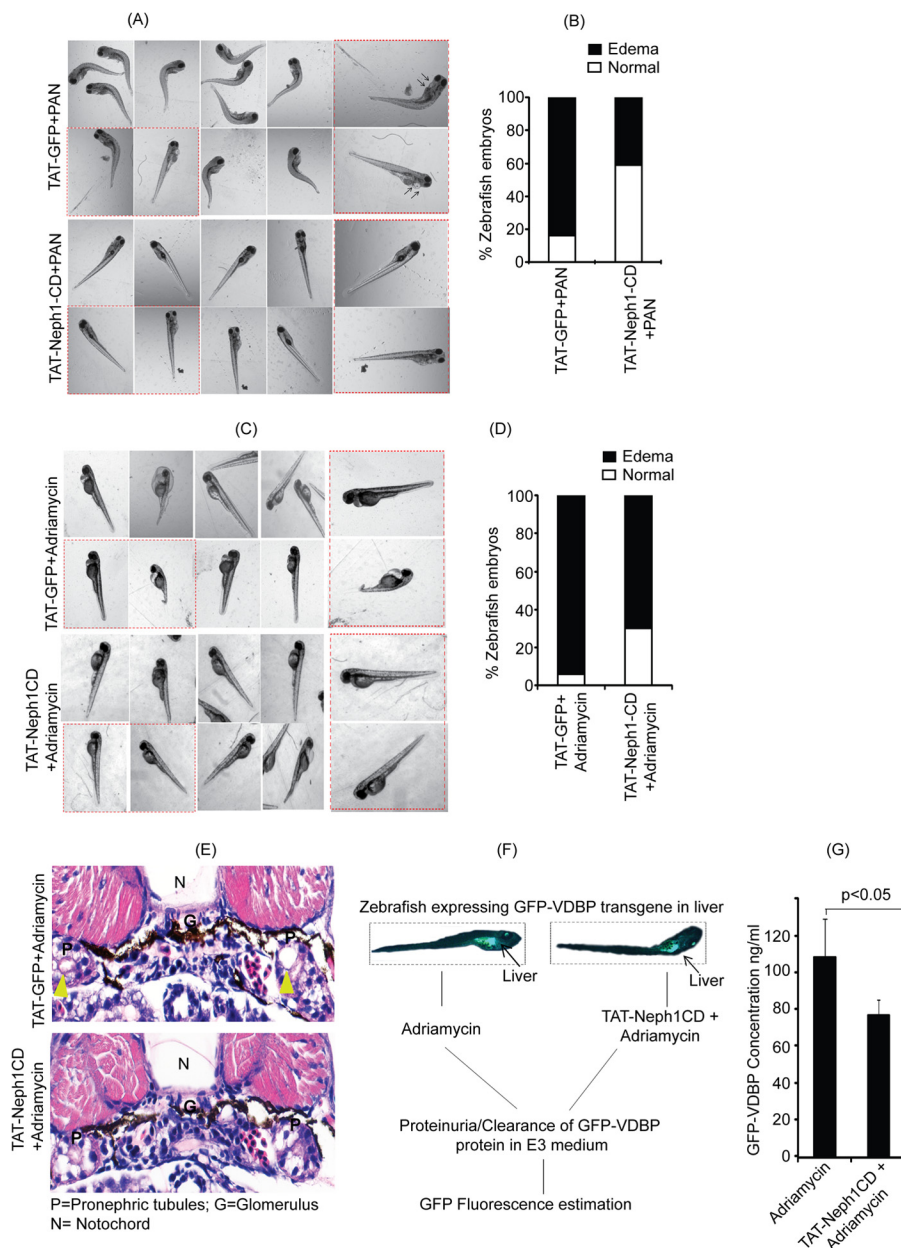 (A)
TAT-GFP+PAN
TAT-Neph1-CD+PAN
(B)
Edema
Normal
% Zebrafish embryos
100
80
60
40
20
0
TAT-GFP+PAN
TAT-Neph1-CD
+PAN
(C)
TAT-GFP+Adriamycin
TAT-Neph1CD
+Adriamycin
(D)
Edema
Normal
% Zebrafish embryos
100
80
60
40
20
0
TAT-GFP+
Adriamycin
TAT-Neph1-CD
+Adriamycin
(E)
TAT-GFP+Adriamycin
N
G
P
P
TAT-Neph1CD
+Adriamycin
N
G
P
P
P=Pronephric tubules; G=Glomerulus
N= Notochord
(F)
Zebrafish expressing GFP-VDBP transgene in liver
Liver
Liver
Adriamycin
TAT-Neph1CD +
Adriamycin
Proteinuria/Clearance of GFP-VDBP
protein in E3 medium
GFP Fluorescence estimation
(G)
p<0.05
GFP-VDBP Concentration ng/ml
120
100
80
60
40
20
0
Adriamycin
TAT-Neph1CD +
Adriamycin